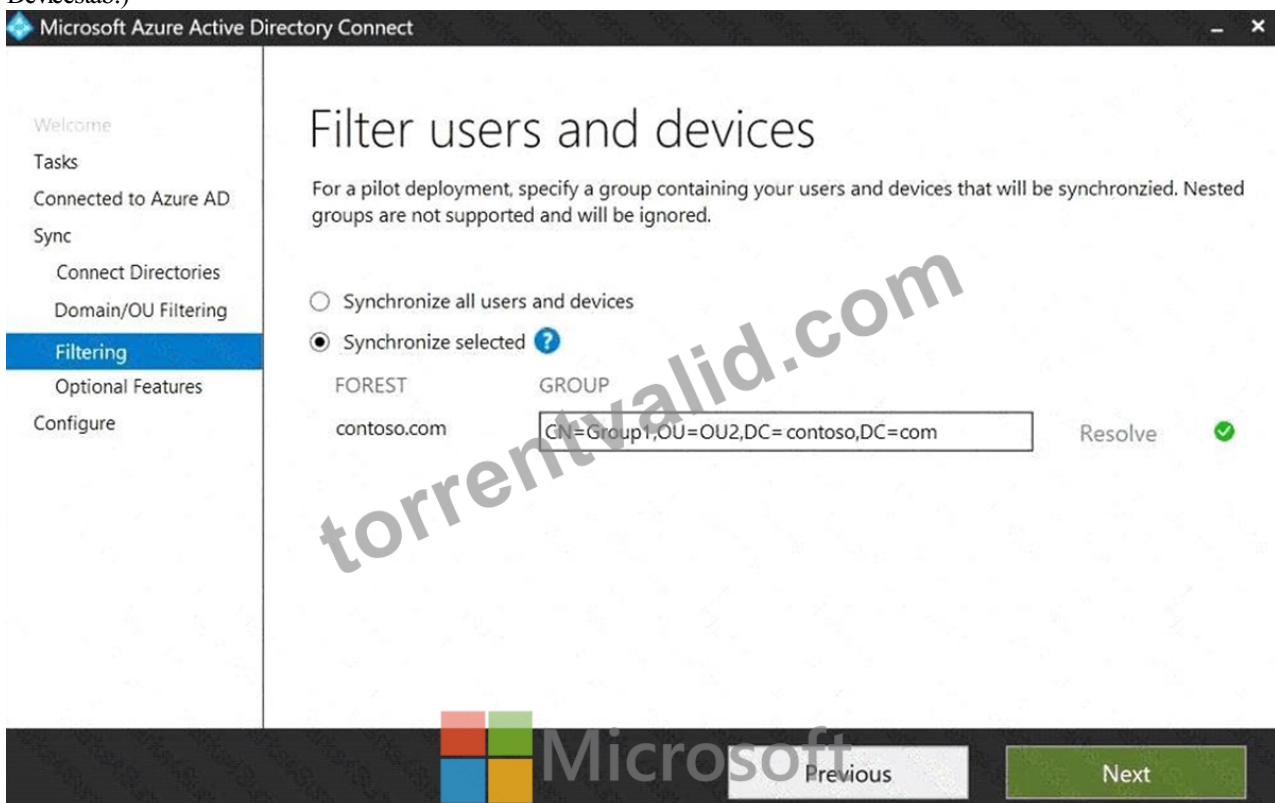 Devicestab.)
Microsoft Azure Active Directory Connect
Welcome
Tasks
Connected to Azure AD
Sync
Connect Directories
Domain/OU Filtering
Filtering
Optional Features
Configure
Filter users and devices
For a pilot deployment, specify a group containing your users and devices that will be synchronzied. Nested
groups are not supported and will be ignored.
Synchronize all users and devices
Synchronize selected ?
FOREST GROUP
contoso.com CN=Group1,OU=OU2,DC=contoso,DC=com Resolve
torrentvalid.com
Microsoft
Previous Next